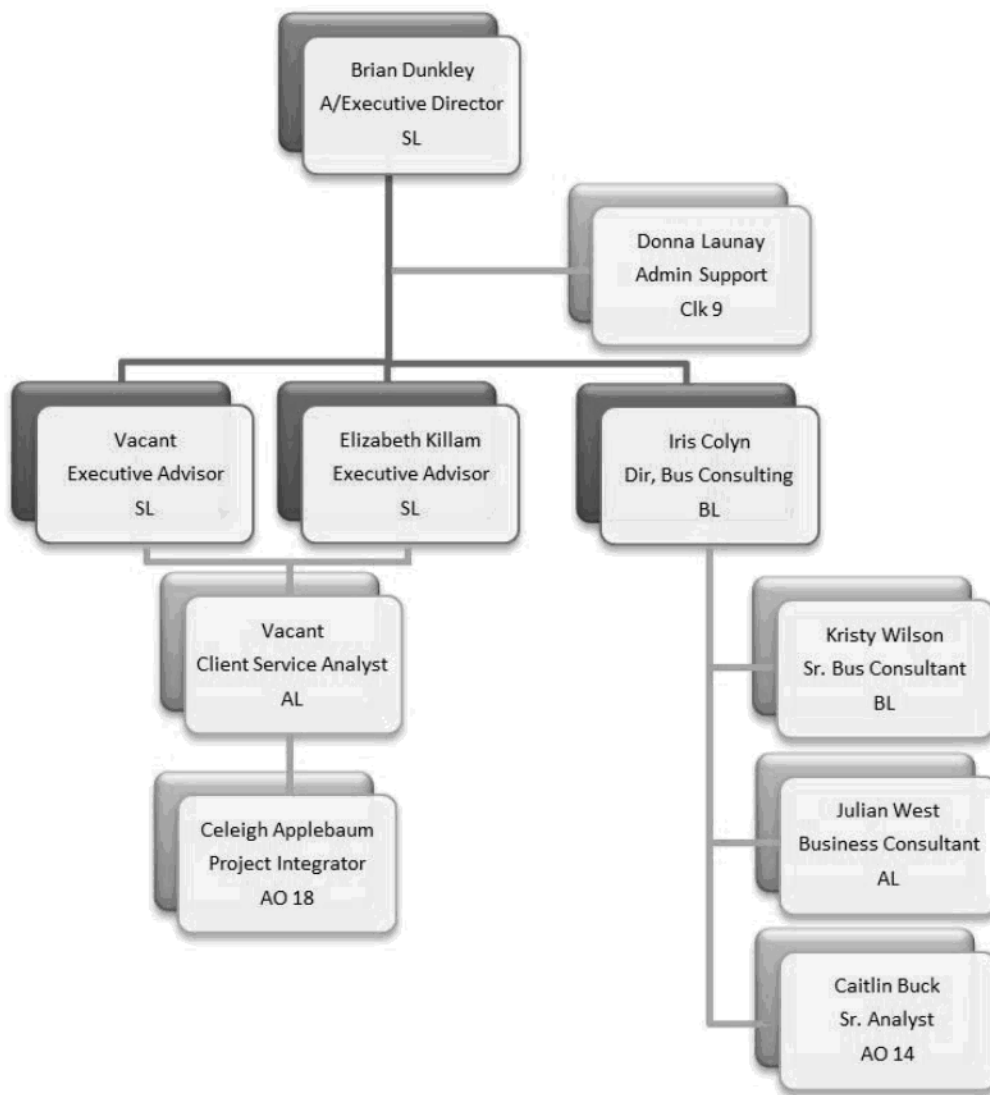 Brian Dunkley
A/Executive Director
SL
Donna Launay
Admin Support
Clk 9
Vacant
Executive Advisor
SL
Elizabeth Killam
Executive Advisor
SL
Iris Colyn
Dir, Bus Consulting
BL
Vacant
Client Service Analyst
AL
Celeigh Applebaum
Project Integrator
AO 18
Kristy Wilson
Sr. Bus Consultant
BL
Julian West
Business Consultant
AL
Caitlin Buck
Sr. Analyst
AO 14